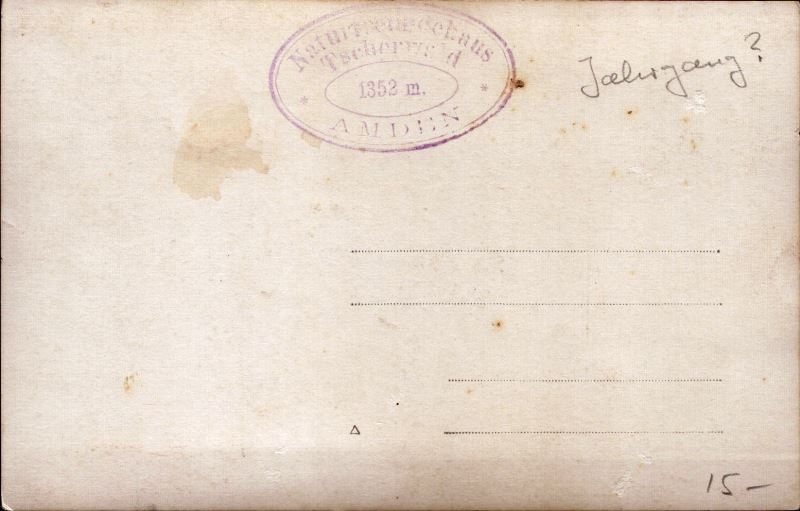 Naturfreundehaus
Tscherwald
* 1352 m. *
AMDEN
Jahrgang?
15 –